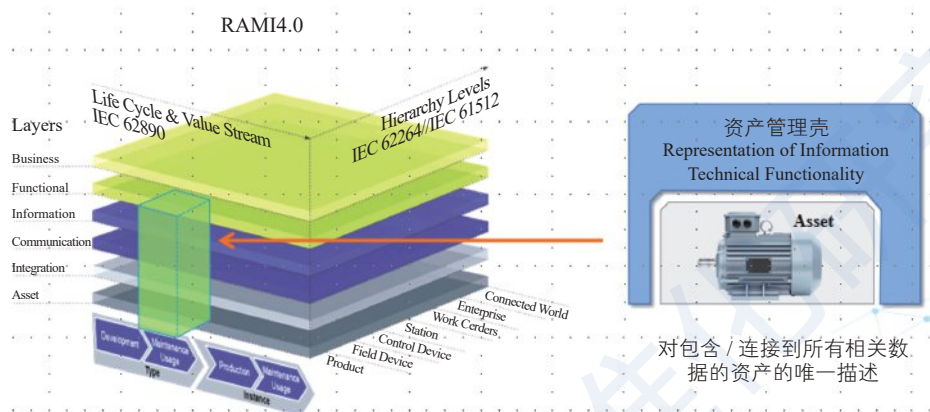 RAMI4.0
Life Cycle & Value Stream
IEC 62890
Hierarchy Levels
IEC 62264//IEC 61512
Layers
Business
Functional
Information
Communication
Integration
Asset
Development
Maintenance
Usage
Type
Production
Maintenance
Usage
Instance
Connected World
Enterprise
Work Cerders
Station
Control Device
Field Device
Product
资产管理壳
Representation of Information
Technical Functionality
Asset
对包含 / 连接到所有相关数
据的资产的唯一描述